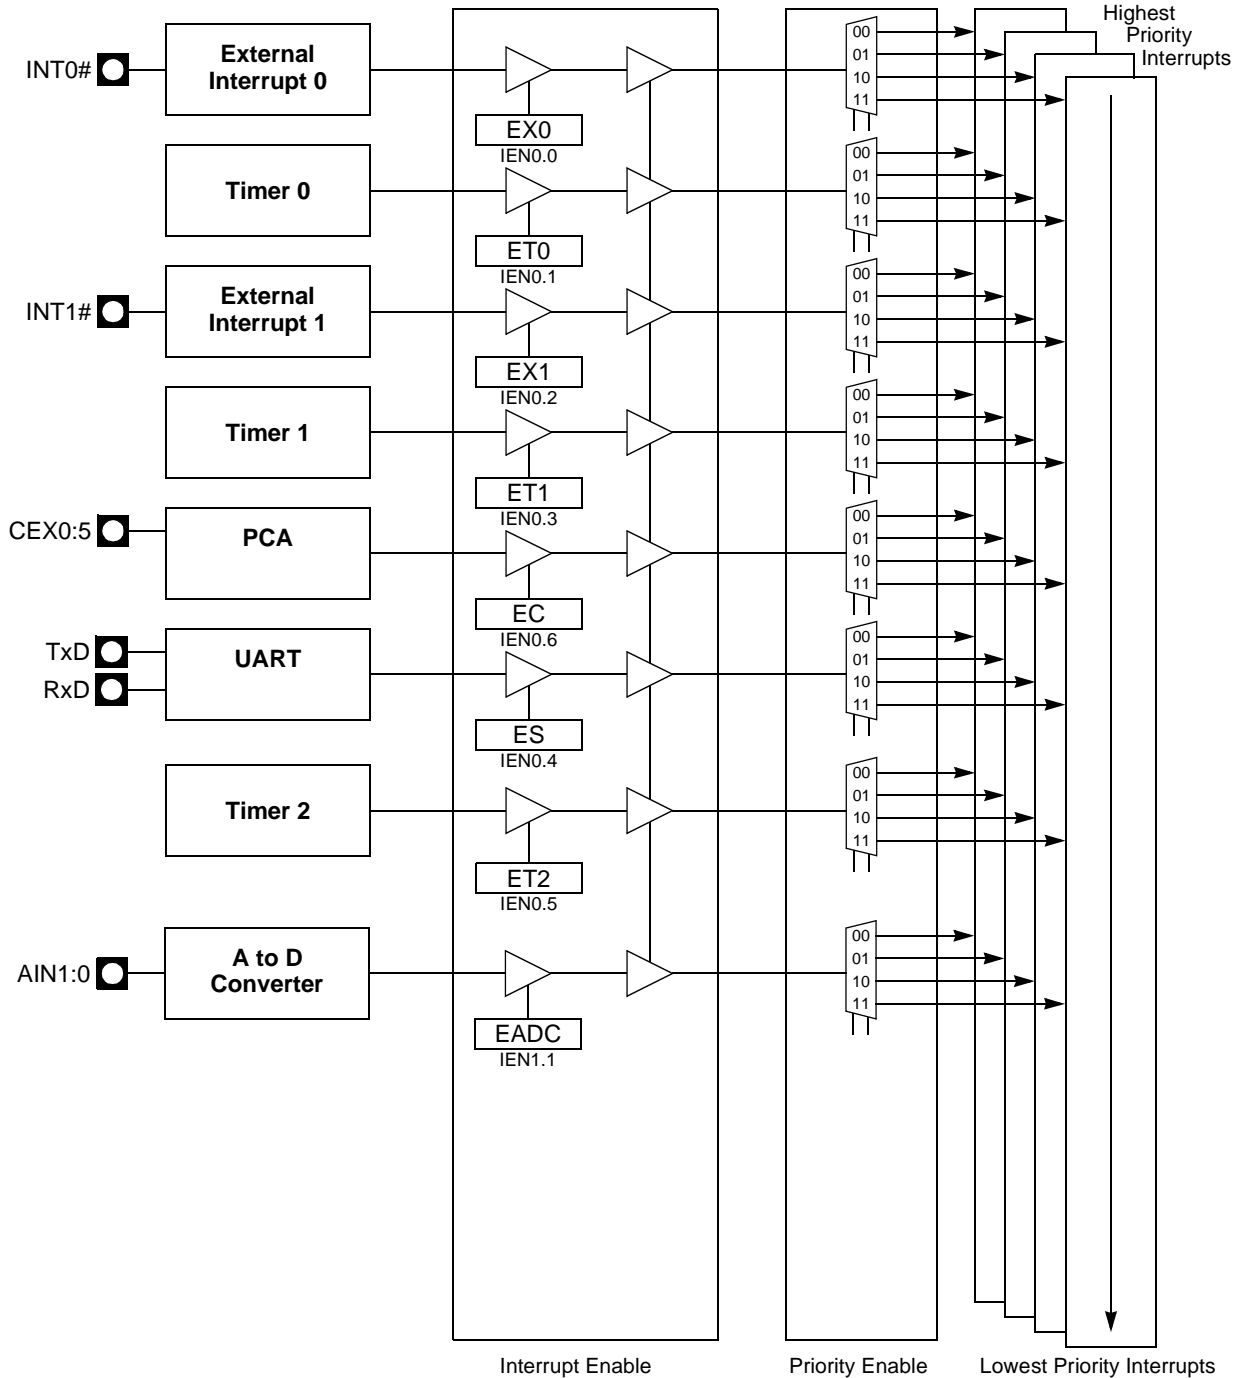 Highest
Priority
Interrupts
INT0#
External
Interrupt 0
EX0
IEN0.0
00
01
10
11
Timer 0
ET0
IEN0.1
00
01
10
11
INT1#
External
Interrupt 1
EX1
IEN0.2
00
01
10
11
Timer 1
ET1
IEN0.3
00
01
10
11
CEX0:5
PCA
EC
IEN0.6
00
01
10
11
TxD
RxD
UART
ES
IEN0.4
00
01
10
11
Timer 2
ET2
IEN0.5
00
01
10
11
AIN1:0
A to D
Converter
EADC
IEN1.1
00
01
10
11
Interrupt Enable
Priority Enable
Lowest Priority Interrupts